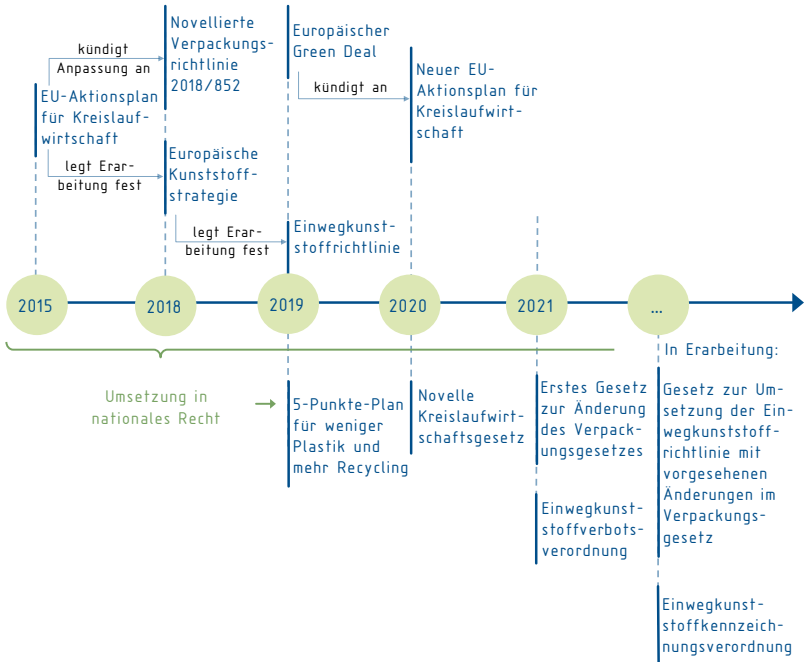 Novellierte
Verpackungs-
richtlinie
2018/852
kündigt
Anpassung an
EU-Aktionsplan
für Kreislauf-
wirtschaft
legt Erar-
beitung fest
Europäische
Kunststoff-
strategie
legt Erar-
beitung fest
Europäischer
Green Deal
kündigt an
Neuer EU-
Aktionsplan für
Kreislaufwirt-
schaft
Einwegkunst-
stoffrichtlinie
2015
2018
2019
2020
2021
...
Umsetzung in
nationales Recht
5-Punkte-Plan
für weniger
Plastik und
mehr Recycling
Novelle
Kreislaufwirt-
schaftsgesetz
Erstes Gesetz
zur Änderung
des Verpack-
ungsgesetzes
Einwegkunst-
stoffverbots-
verordnung
In Erarbeitung:
Gesetz zur Um-
setzung der Ein-
wegkunststoff-
richtlinie mit
vorgesehenen
Änderungen im
Verpackungs-
gesetz
Einwegkunst-
stoffkennzeich-
nungsverordnung